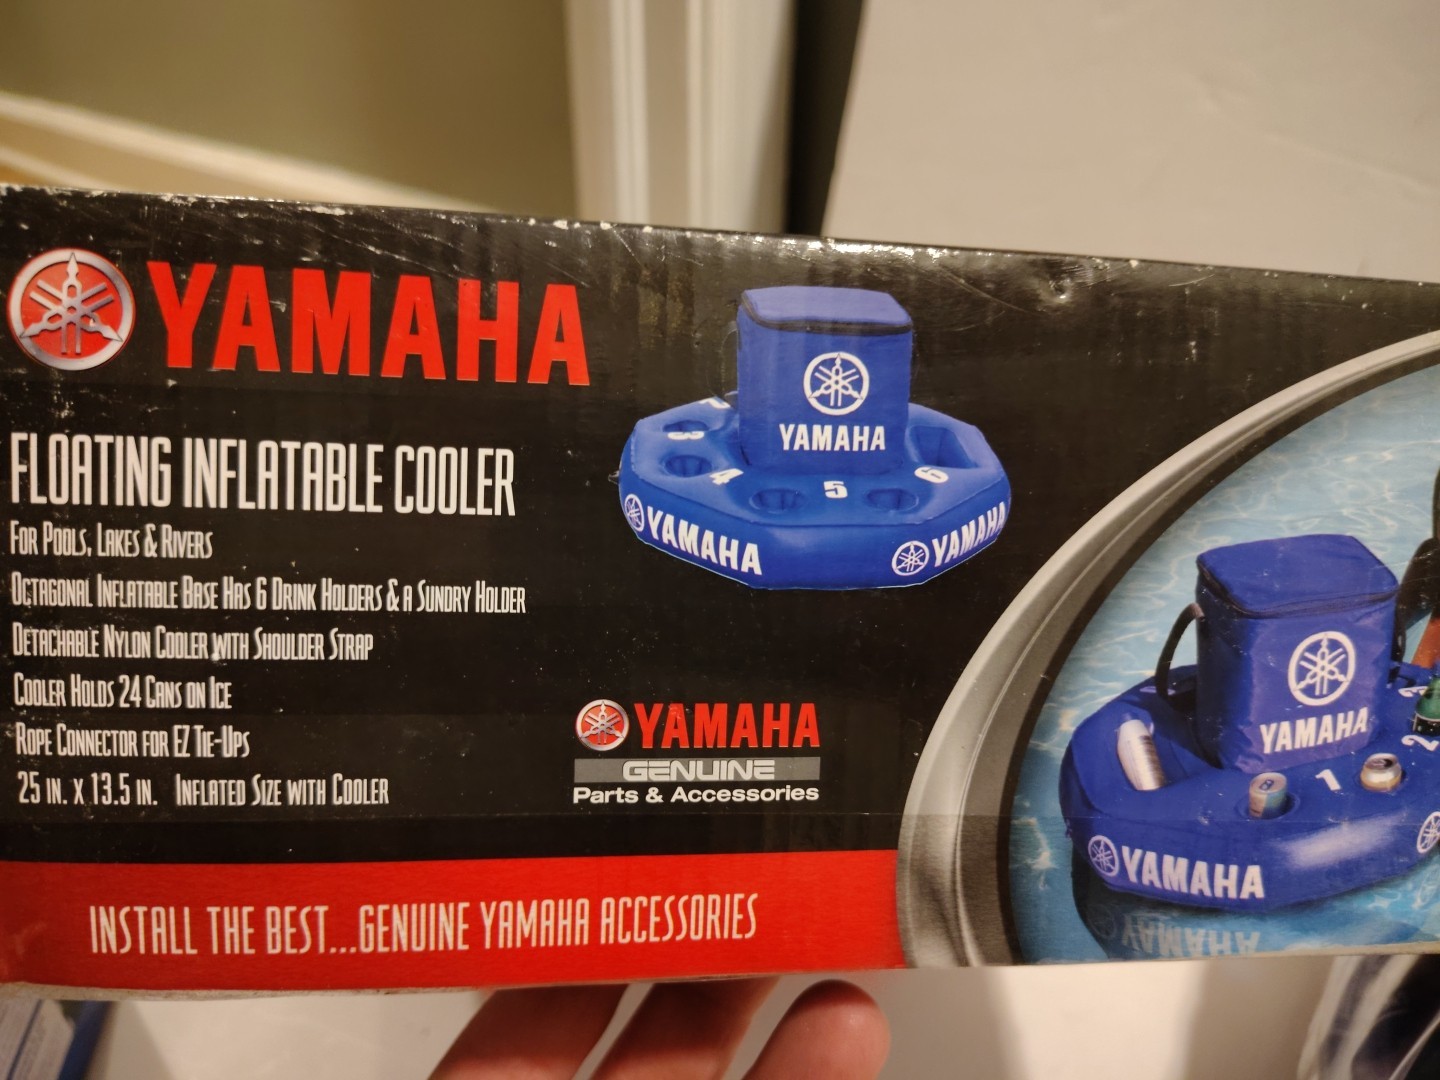 YAMAHA
FLOATING INFLATABLE COOLER
FOR POOLS, LAKES & RIVERS
OCTAGONAL INFLATABLE BASE HAS 6 DRINK HOLDERS & A SUNDRY HOLDER
DETACHABLE NYLON COOLER WITH SHOULDER STRAP
COOLER HOLDS 24 CANS ON ICE
ROPE CONNECTOR FOR EZ TIE-UPS
25 IN. X 13.5 IN. INFLATED SIZE WITH COOLER
INSTALL THE BEST...GENUINE YAMAHA ACCESSORIES
YAMAHA
3
4
5
6
YAMAHA
YAMAHA
YAMAHA
GENUINE
Parts & Accessories
YAMAHA
1
2
3
YAMAHA